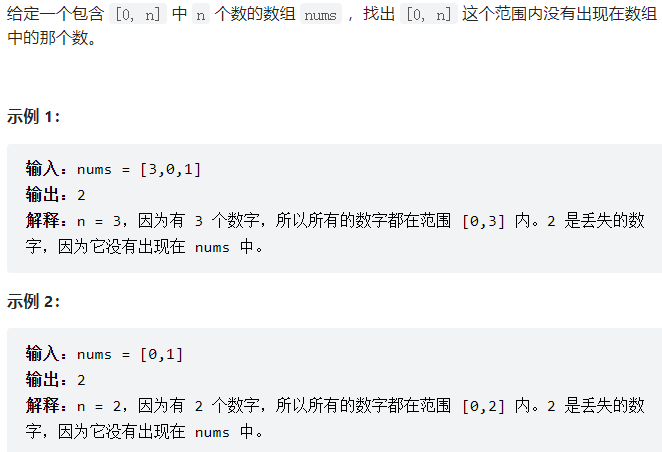 给定一个包含 [0, n] 中 n 个数的数组 nums ，找出 [0, n] 这个范围内没有出现在数组
中的那个数。
示例 1：
输入：nums = [3,0,1]
输出：2
解释：n = 3，因为有 3 个数字，所以所有的数字都在范围 [0,3] 内。2 是丢失的数
字，因为它没有出现在 nums 中。
示例 2：
输入：nums = [0,1]
输出：2
解释：n = 2，因为有 2 个数字，所以所有的数字都在范围 [0,2] 内。2 是丢失的数
字，因为它没有出现在 nums 中。